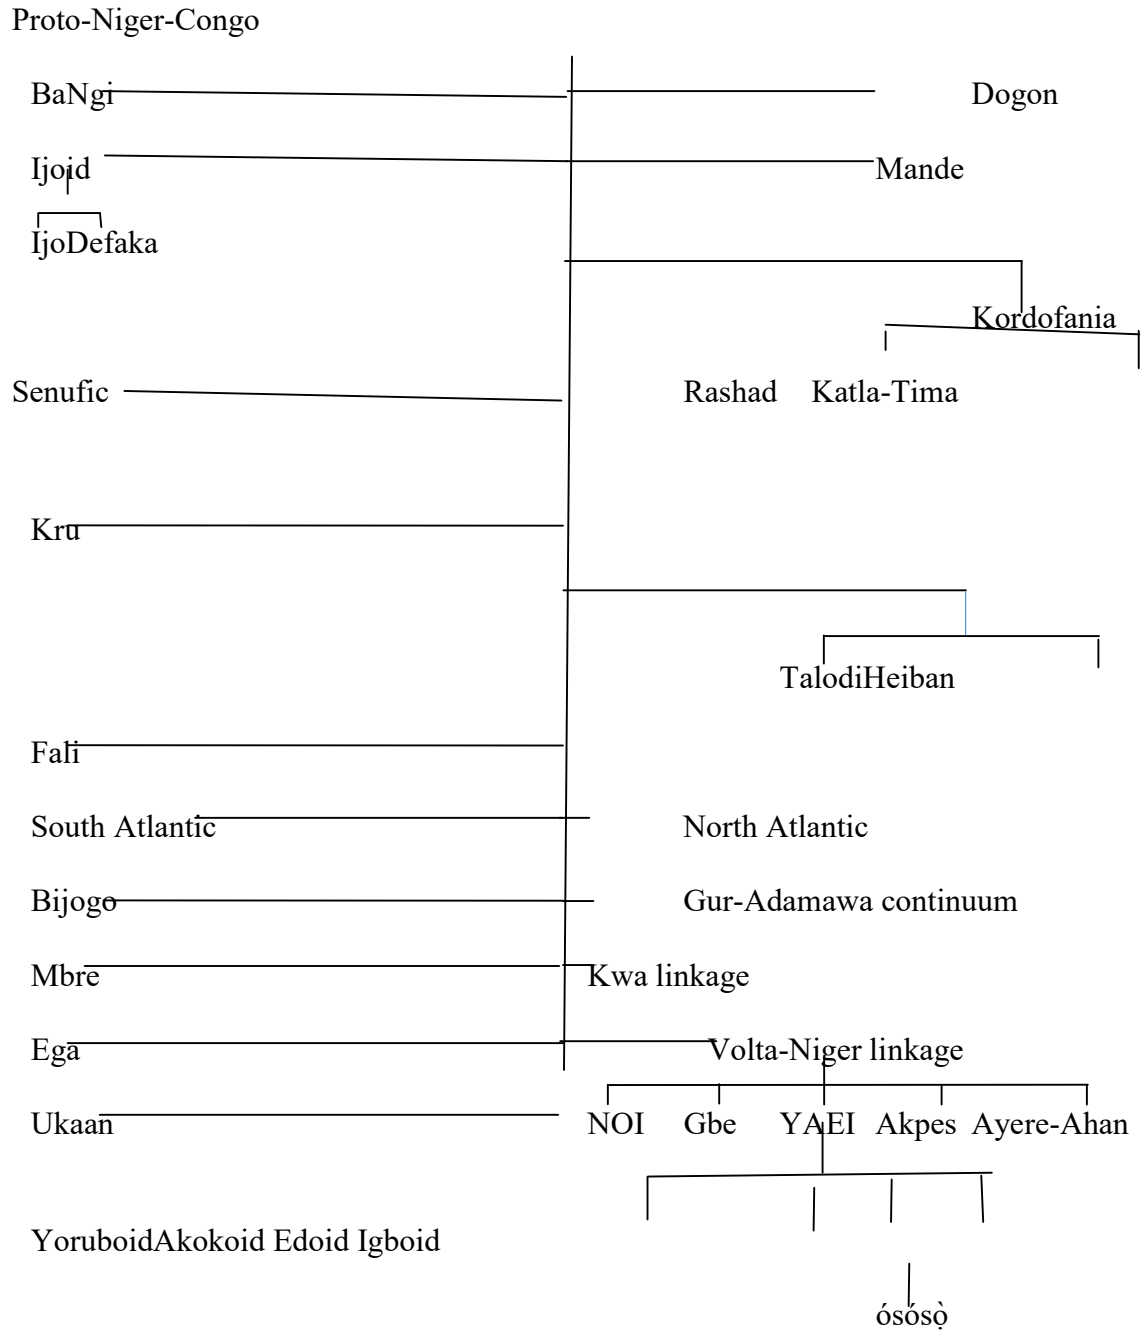 Proto-Niger-Congo
BaNgi Dogon
Ijoid Mande
IjoDefaka
Kordofania
Senufic Rashad Katla-Tima
Kru
TalodiHeiban
Fali
South Atlantic North Atlantic
Bijogo Gur-Adamawa continuum
Mbre Kwa linkage
Ega Volta-Niger linkage
Ukaan NOI Gbe YAEI Akpes Ayere-Ahan
YoruboidAkokoid Edoid Igboid
ósósọ̀